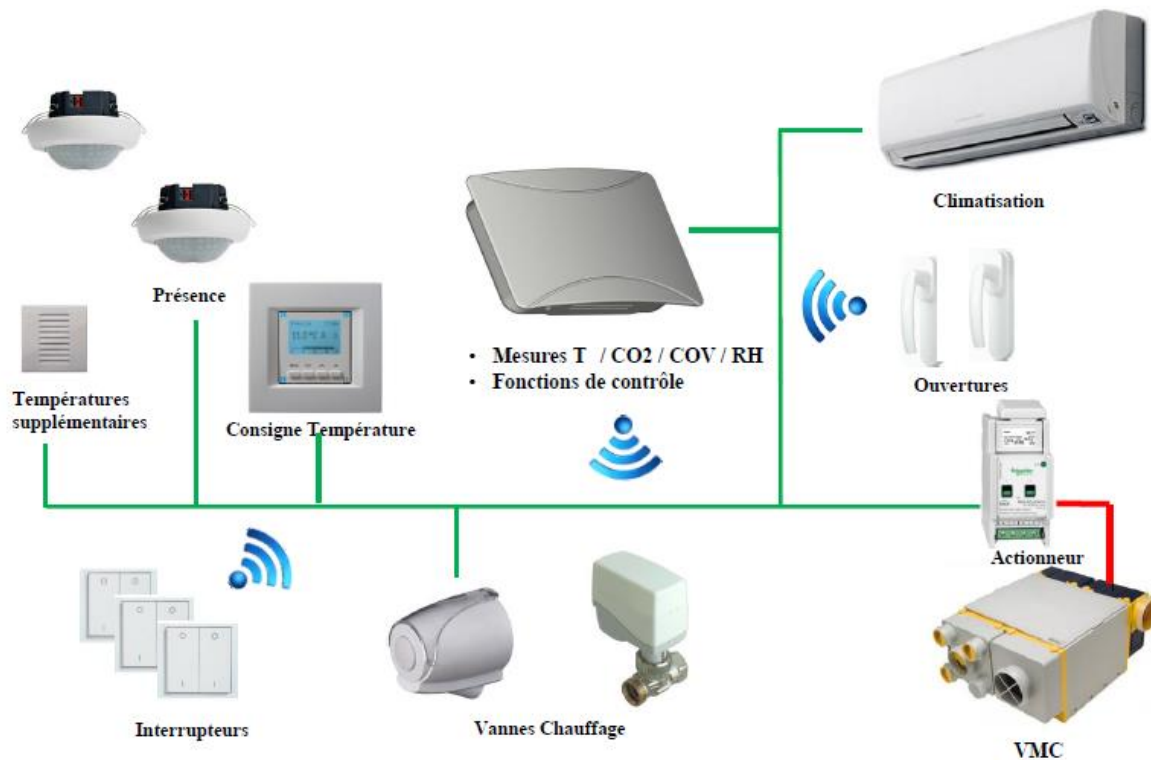 Climatisation
Présence
• Mesures T / CO2 / COV / RH
• Fonctions de contrôle
Ouvertures
Températures
supplémentaires
Consigne Température
Schneider
Actionneur
Interrupteurs
Vannes Chauffage
VMC